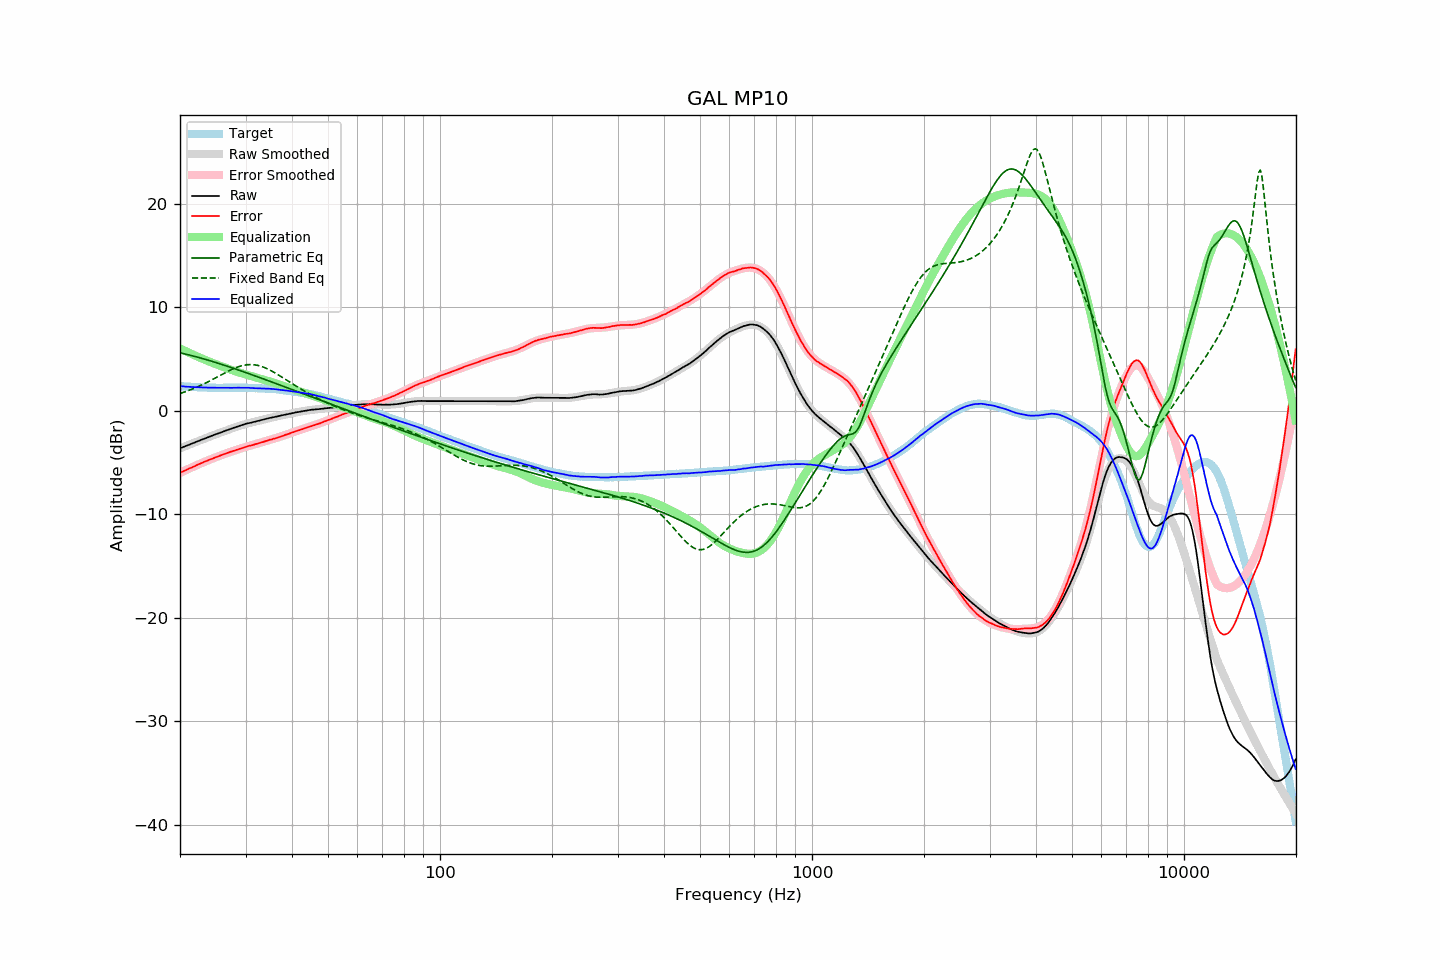 GAL MP10
Target
Raw Smoothed
Error Smoothed
Raw
Error
Equalization
Parametric Eq
Fixed Band Eq
Equalized
20
10
0
−10
−20
−30
−40
Amplitude (dBr)
100
1000
10000
Frequency (Hz)